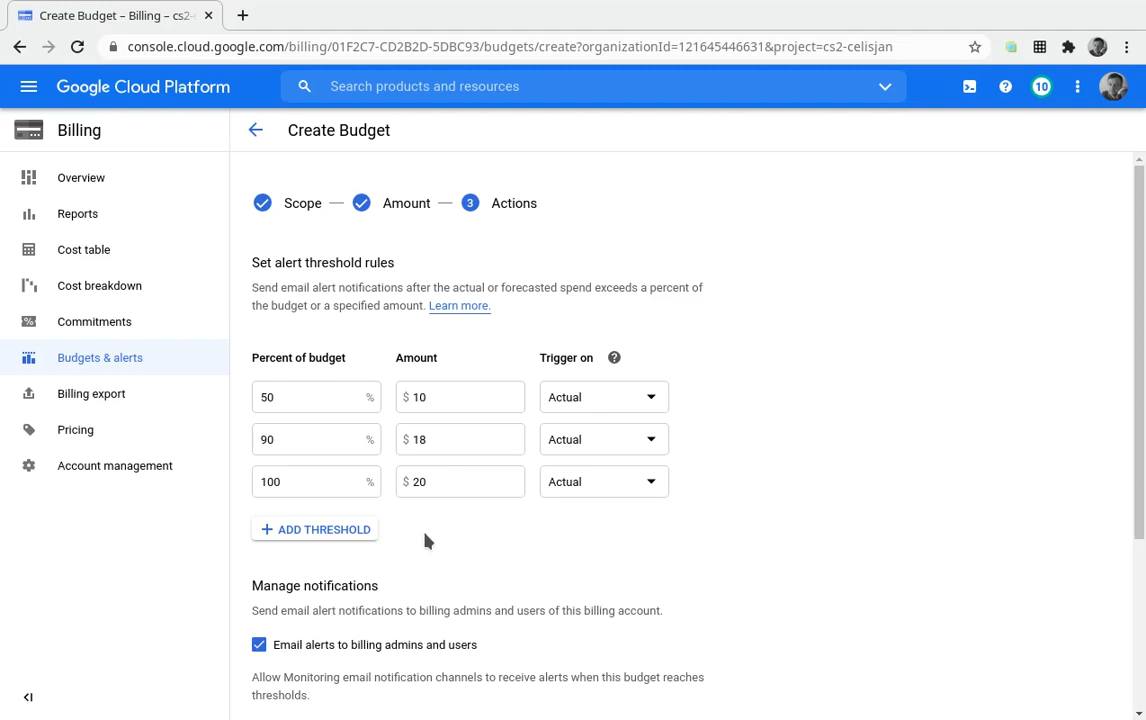 Create Budget – Billing – cs2-
console.cloud.google.com/billing/01F2C7-CD2B2D-5DBC93/budgets/create?organizationId=121645446631&project=cs2-celisjan
Google Cloud Platform
Search products and resources
10
Billing
Create Budget
Overview
Reports
Cost table
Cost breakdown
Commitments
Budgets & alerts
Billing export
Pricing
Account management
Scope — Amount — 3 Actions
Set alert threshold rules
Send email alert notifications after the actual or forecasted spend exceeds a percent of
the budget or a specified amount. Learn more.
Percent of budget Amount Trigger on ?
50 % $ 10 Actual
90 % $ 18 Actual
100 % $ 20 Actual
+ ADD THRESHOLD
Manage notifications
Send email alert notifications to billing admins and users of this billing account.
Email alerts to billing admins and users
Allow Monitoring email notification channels to receive alerts when this budget reaches
thresholds.